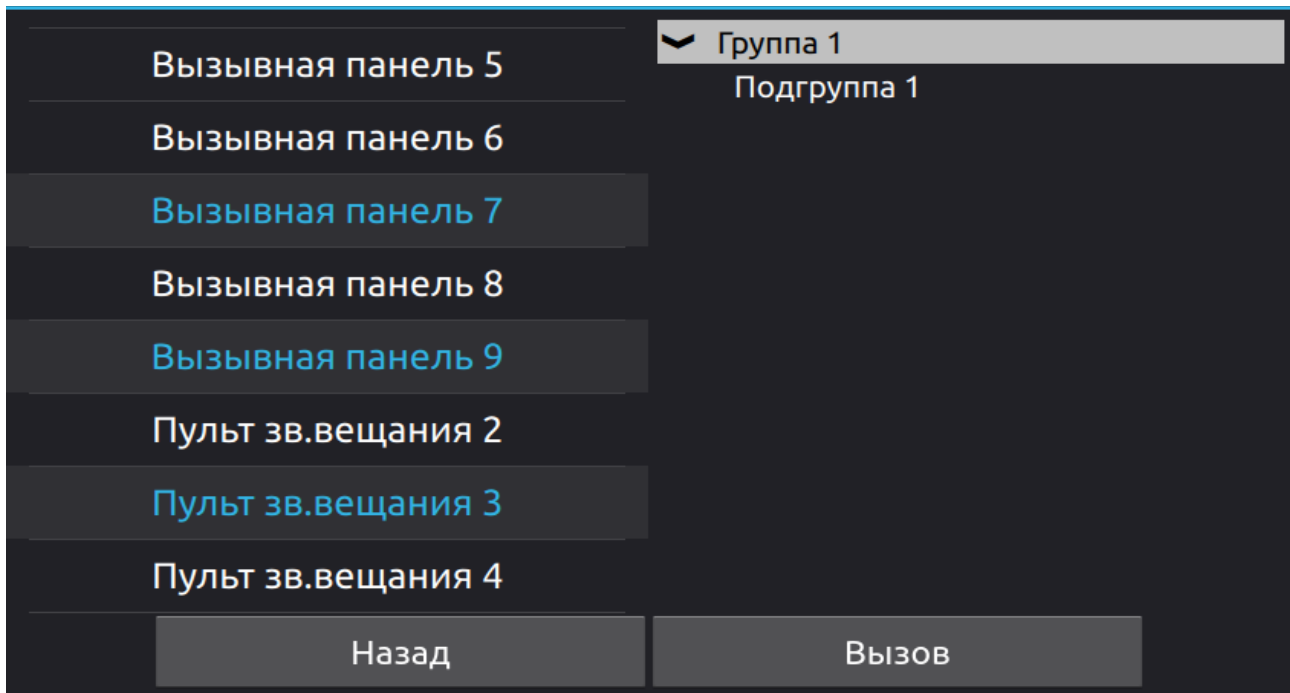 Вызывная панель 5
Вызывная панель 6
Вызывная панель 7
Вызывная панель 8
Вызывная панель 9
Пульт зв.вещания 2
Пульт зв.вещания 3
Пульт зв.вещания 4
Группа 1
Подгруппа 1
Назад
Вызов